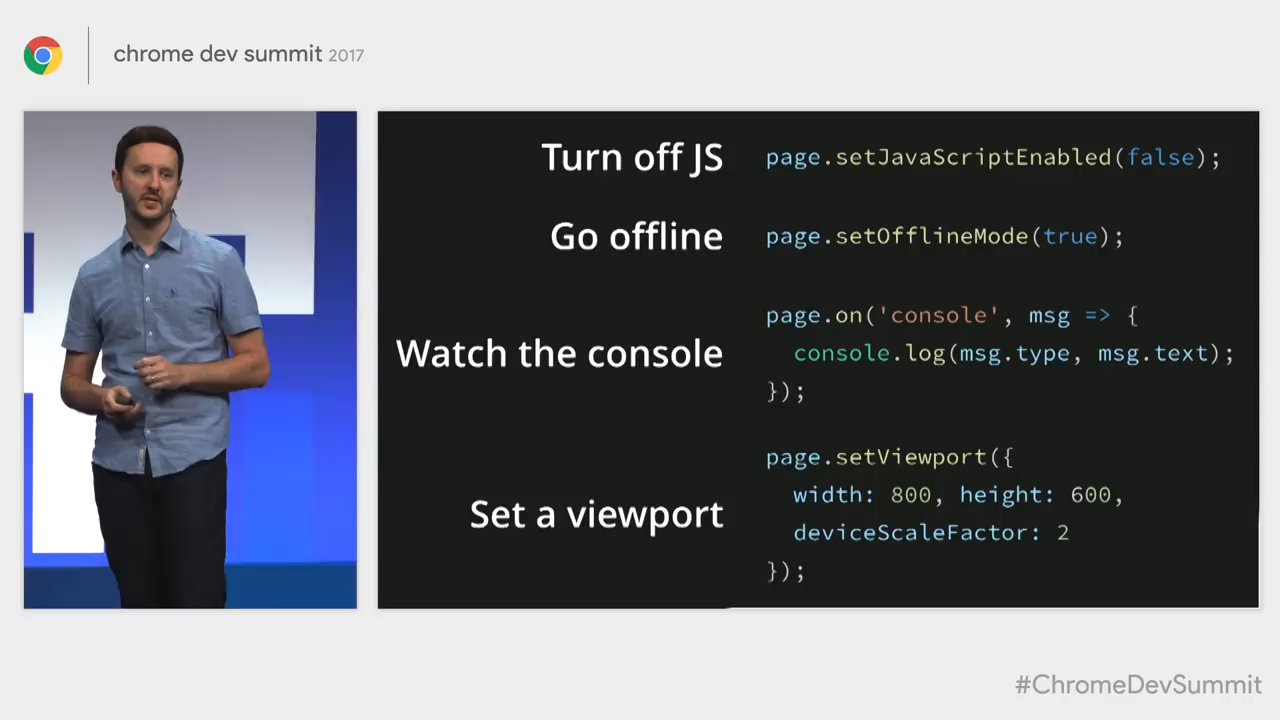 chrome dev summit 2017
Turn off JS
page.setJavaScriptEnabled(false);
Go offline
page.setOfflineMode(true);
Watch the console
page.on('console', msg => {
console.log(msg.type, msg.text);
});
Set a viewport
page.setViewport({
width: 800, height: 600,
deviceScaleFactor: 2
});
#ChromeDevSummit